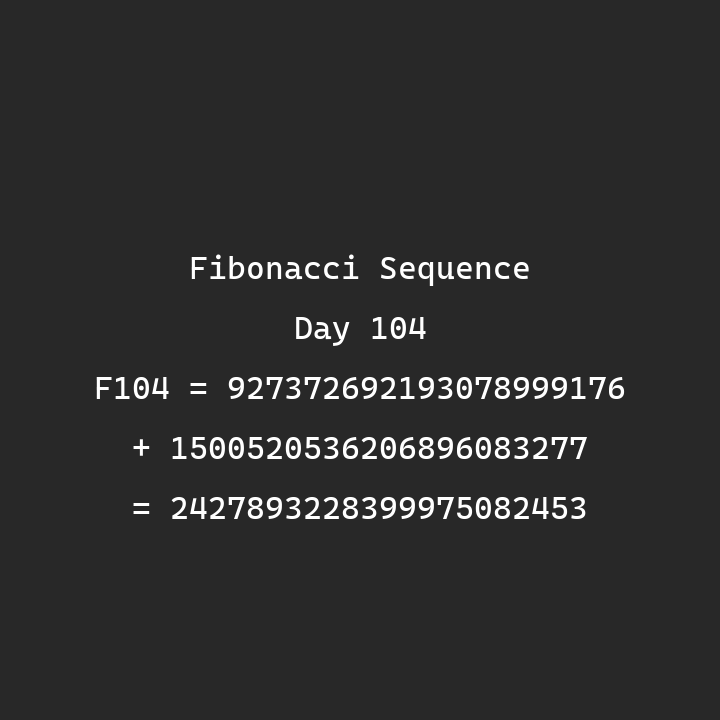 Fibonacci Sequence
Day 104
F104 = 927372692193078999176
+ 1500520536206896083277
= 2427893228399975082453